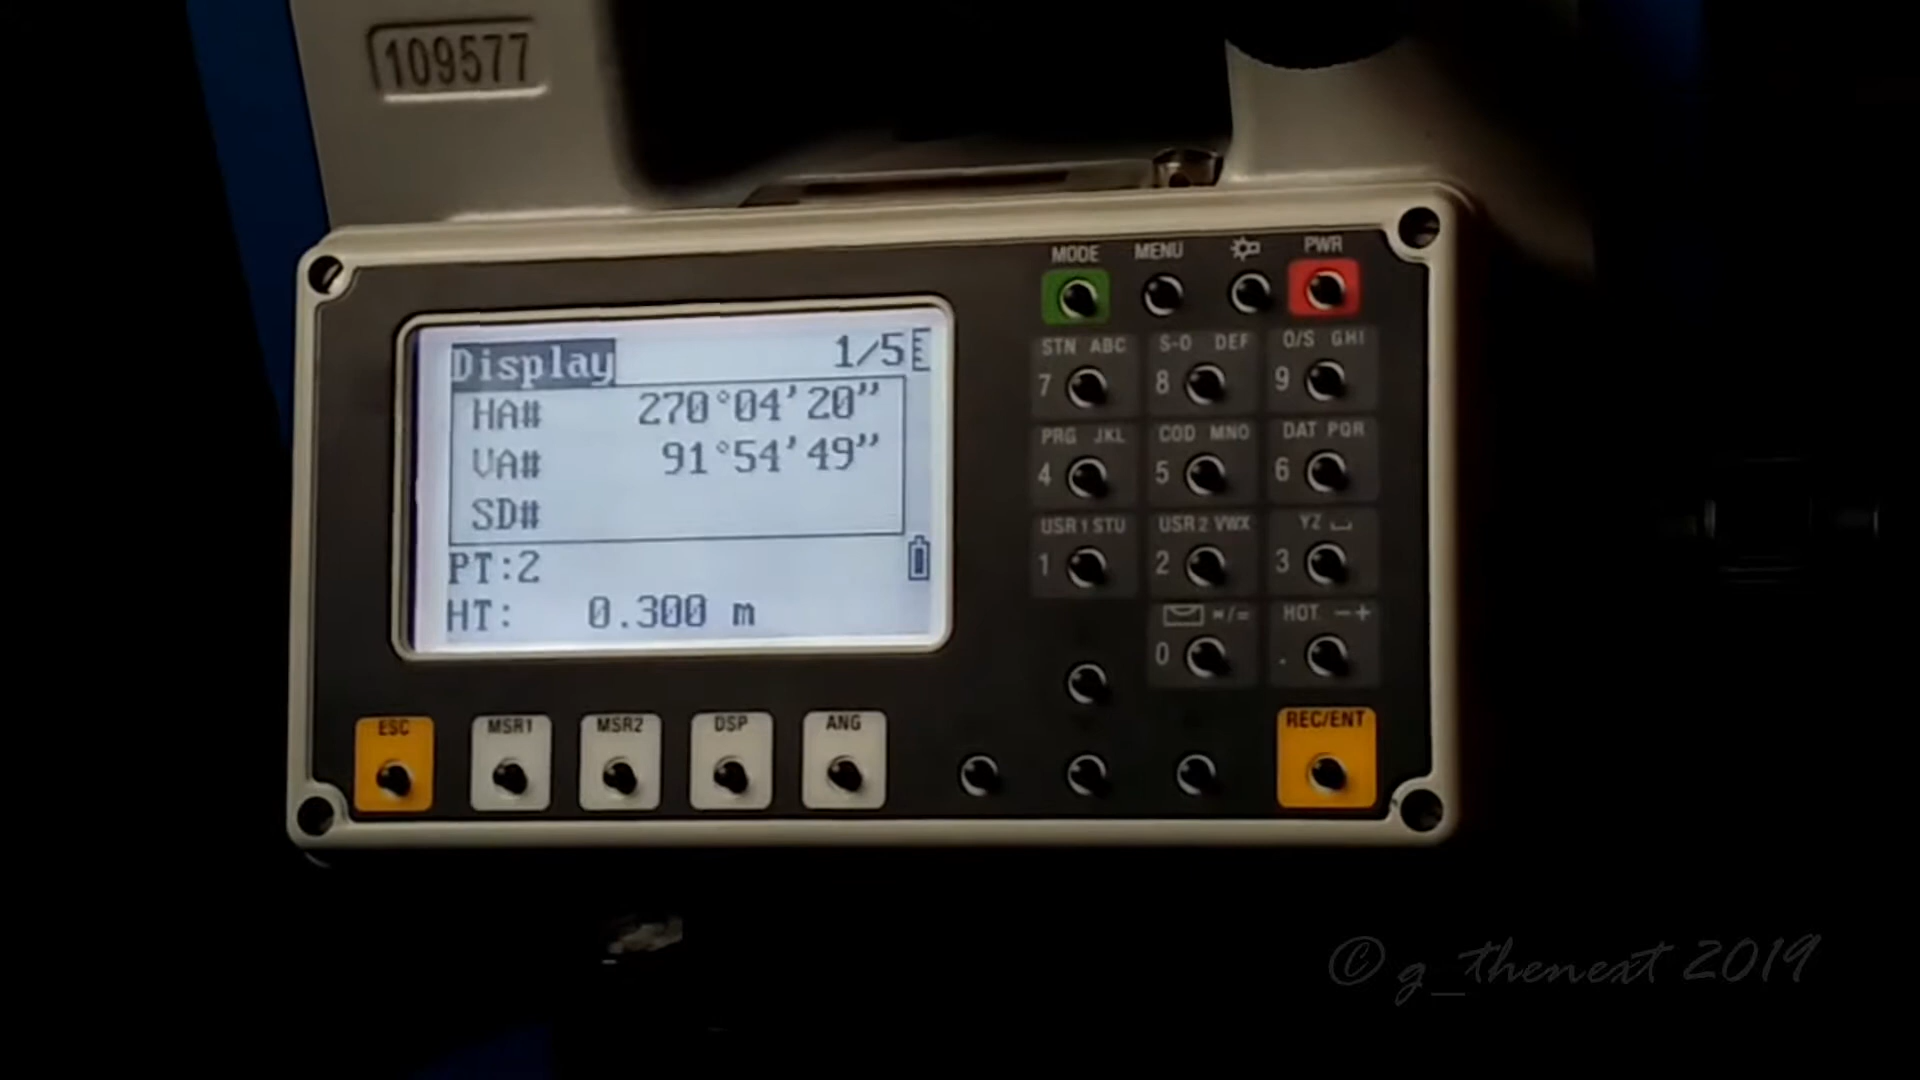 109577
MODE MENU PWR
Display 1/5
HA# 270°04'20"
VA# 91°54'49"
SD#
PT:2
HT: 0.300 m
STN ABC S-O DEF O/S GHI
7 8 9
PRG JKL COD MNO DAT PQR
4 5 6
USR1 STU USR2 VWX YZ
1 2 3
*/= HOT -+
0 .
ESC MSR1 MSR2 DSP ANG REC/ENT
© g_thenext 2019